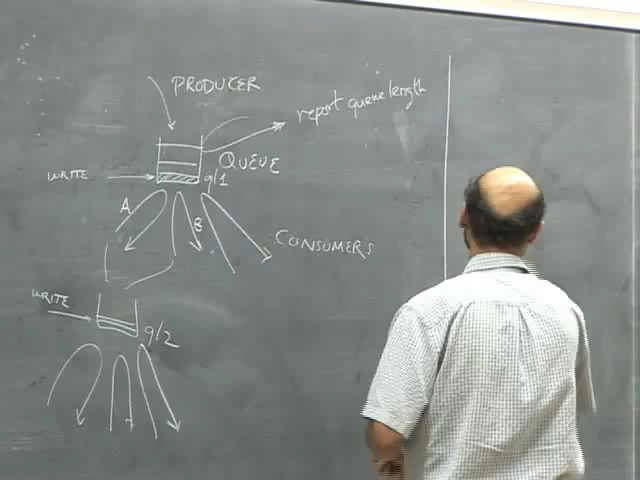 PRODUCER
report queue length
QUEUE
WRITE
q/1
A
B
CONSUMERS
WRITE
q/2